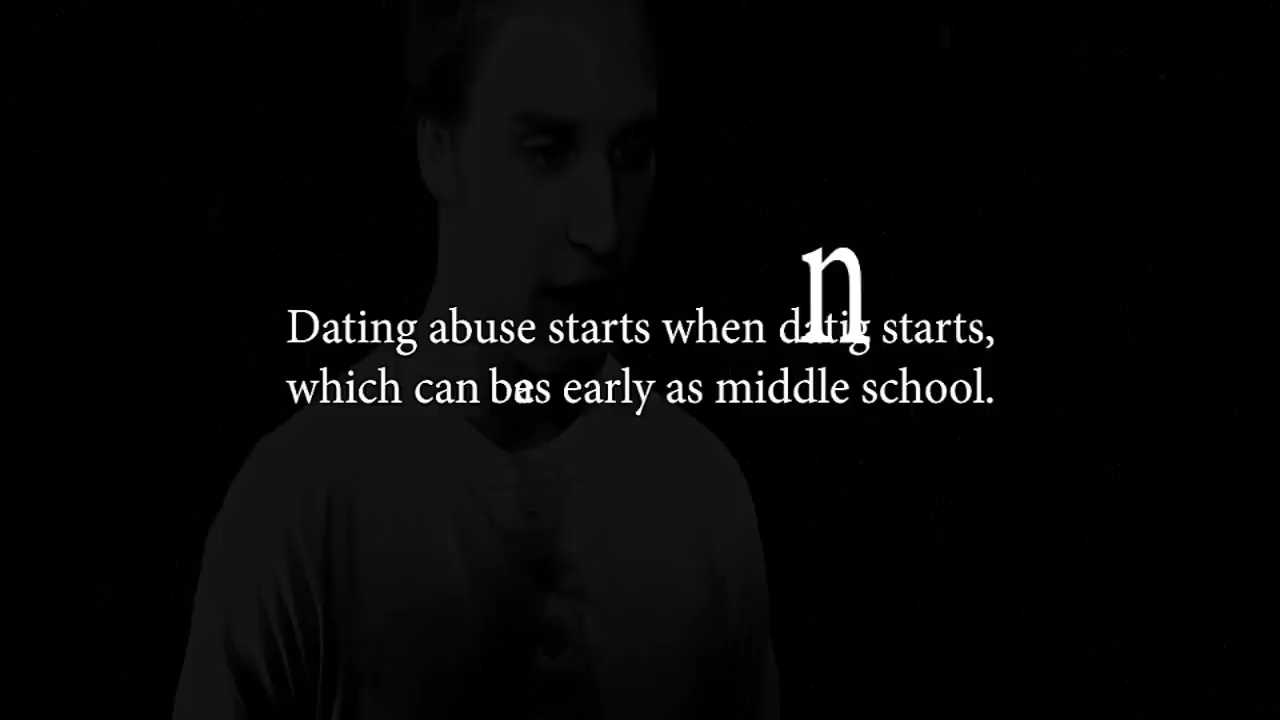 Dating abuse starts when dating starts,
which can be as early as middle school.